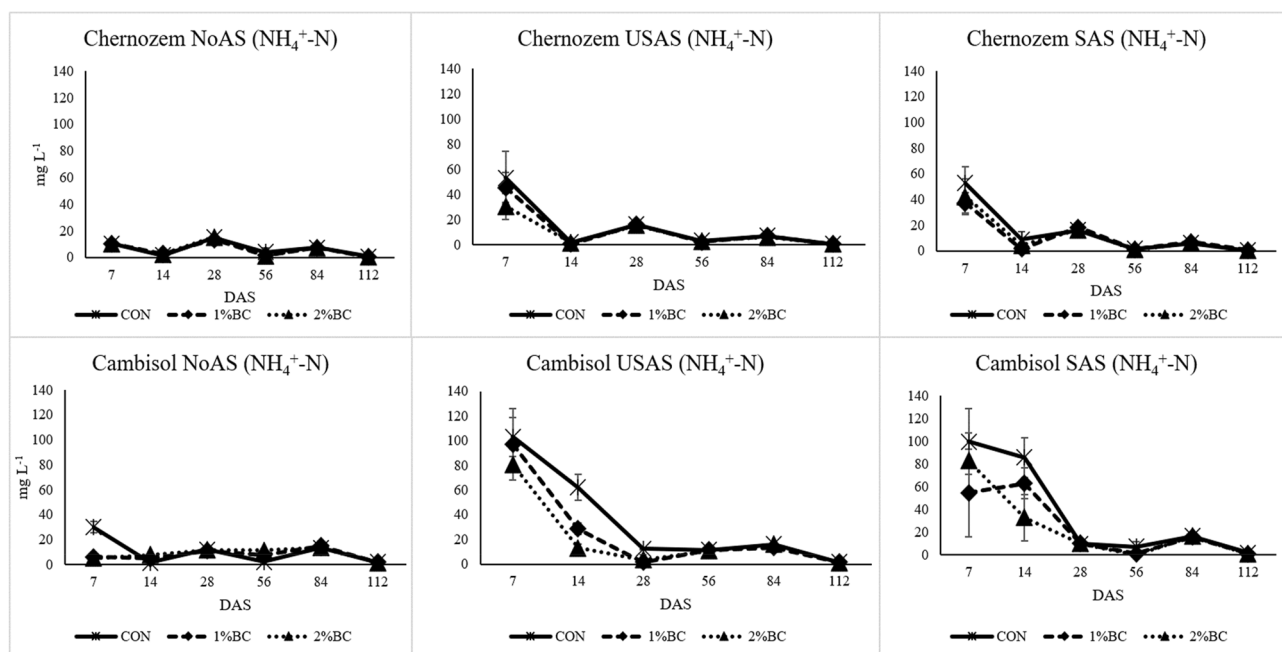 Chernozem NoAS (NH₄⁺-N)
140
120
100
80
60
40
20
0
mg L⁻¹
7 14 28 56 84 112
DAS
CON 1%BC 2%BC
Chernozem USAS (NH₄⁺-N)
140
120
100
80
60
40
20
0
7 14 28 56 84 112
DAS
CON 1%BC 2%BC
Chernozem SAS (NH₄⁺-N)
140
120
100
80
60
40
20
0
7 14 28 56 84 112
DAS
CON 1%BC 2%BC
Cambisol NoAS (NH₄⁺-N)
140
120
100
80
60
40
20
0
mg L⁻¹
7 14 28 56 84 112
DAS
CON 1%BC 2%BC
Cambisol USAS (NH₄⁺-N)
140
120
100
80
60
40
20
0
7 14 28 56 84 112
DAS
CON 1%BC 2%BC
Cambisol SAS (NH₄⁺-N)
140
120
100
80
60
40
20
0
7 14 28 56 84 112
DAS
CON 1%BC 2%BC